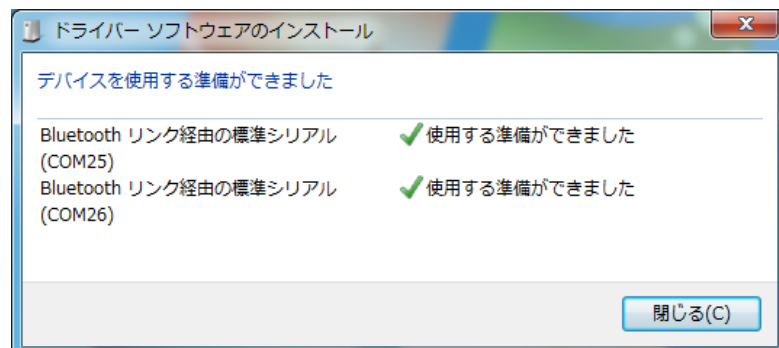 ドライバー ソフトウェアのインストール
デバイスを使用する準備ができました
Bluetooth リンク経由の標準シリアル ✓使用する準備ができました
(COM25)
Bluetooth リンク経由の標準シリアル ✓使用する準備ができました
(COM26)
閉じる(C)